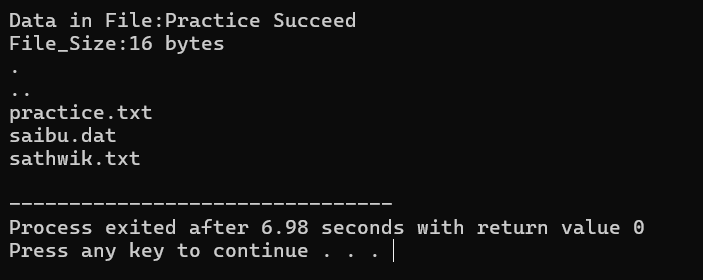 Data in File:Practice Succeed
File_Size:16 bytes
.
..
practice.txt
saibu.dat
sathwik.txt
--------------------------------
Process exited after 6.98 seconds with return value 0
Press any key to continue . . .